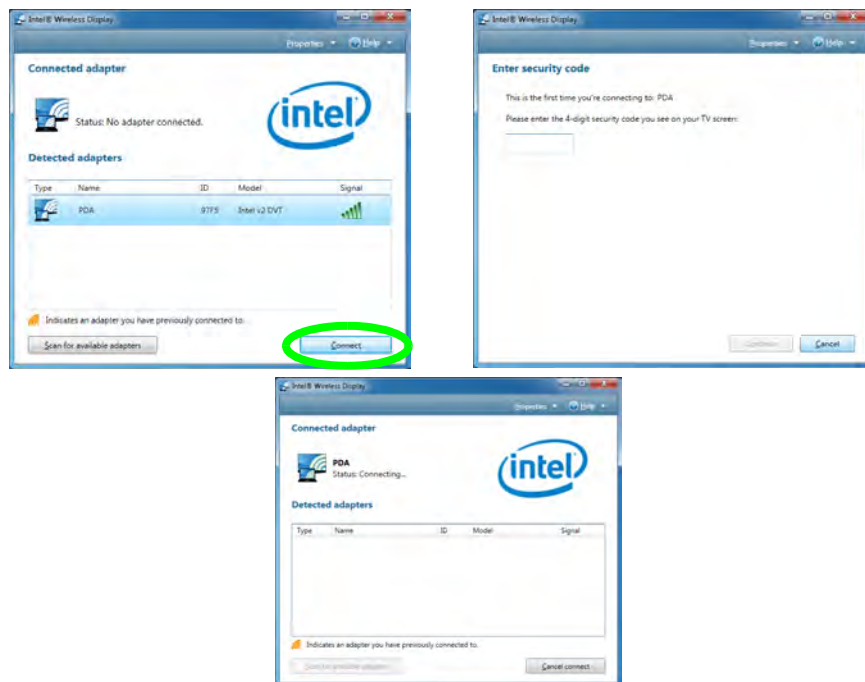 Intel® Wireless Display
Properties Help
Connected adapter
Status: No adapter connected.
intel
Detected adapters
Type Name ID Model Signal
PDA 97F5 Intel v2 DVT
Indicates an adapter you have previously connected to.
Scan for available adapters Connect
Intel® Wireless Display
Properties Help
Enter security code
This is the first time you're connecting to: PDA
Please enter the 4-digit security code you see on your TV screen:
Continue Cancel
Intel® Wireless Display
Properties Help
Connected adapter
PDA
Status: Connecting...
intel
Detected adapters
Type Name ID Model Signal
Indicates an adapter you have previously connected to.
Scan for available adapters Cancel connect